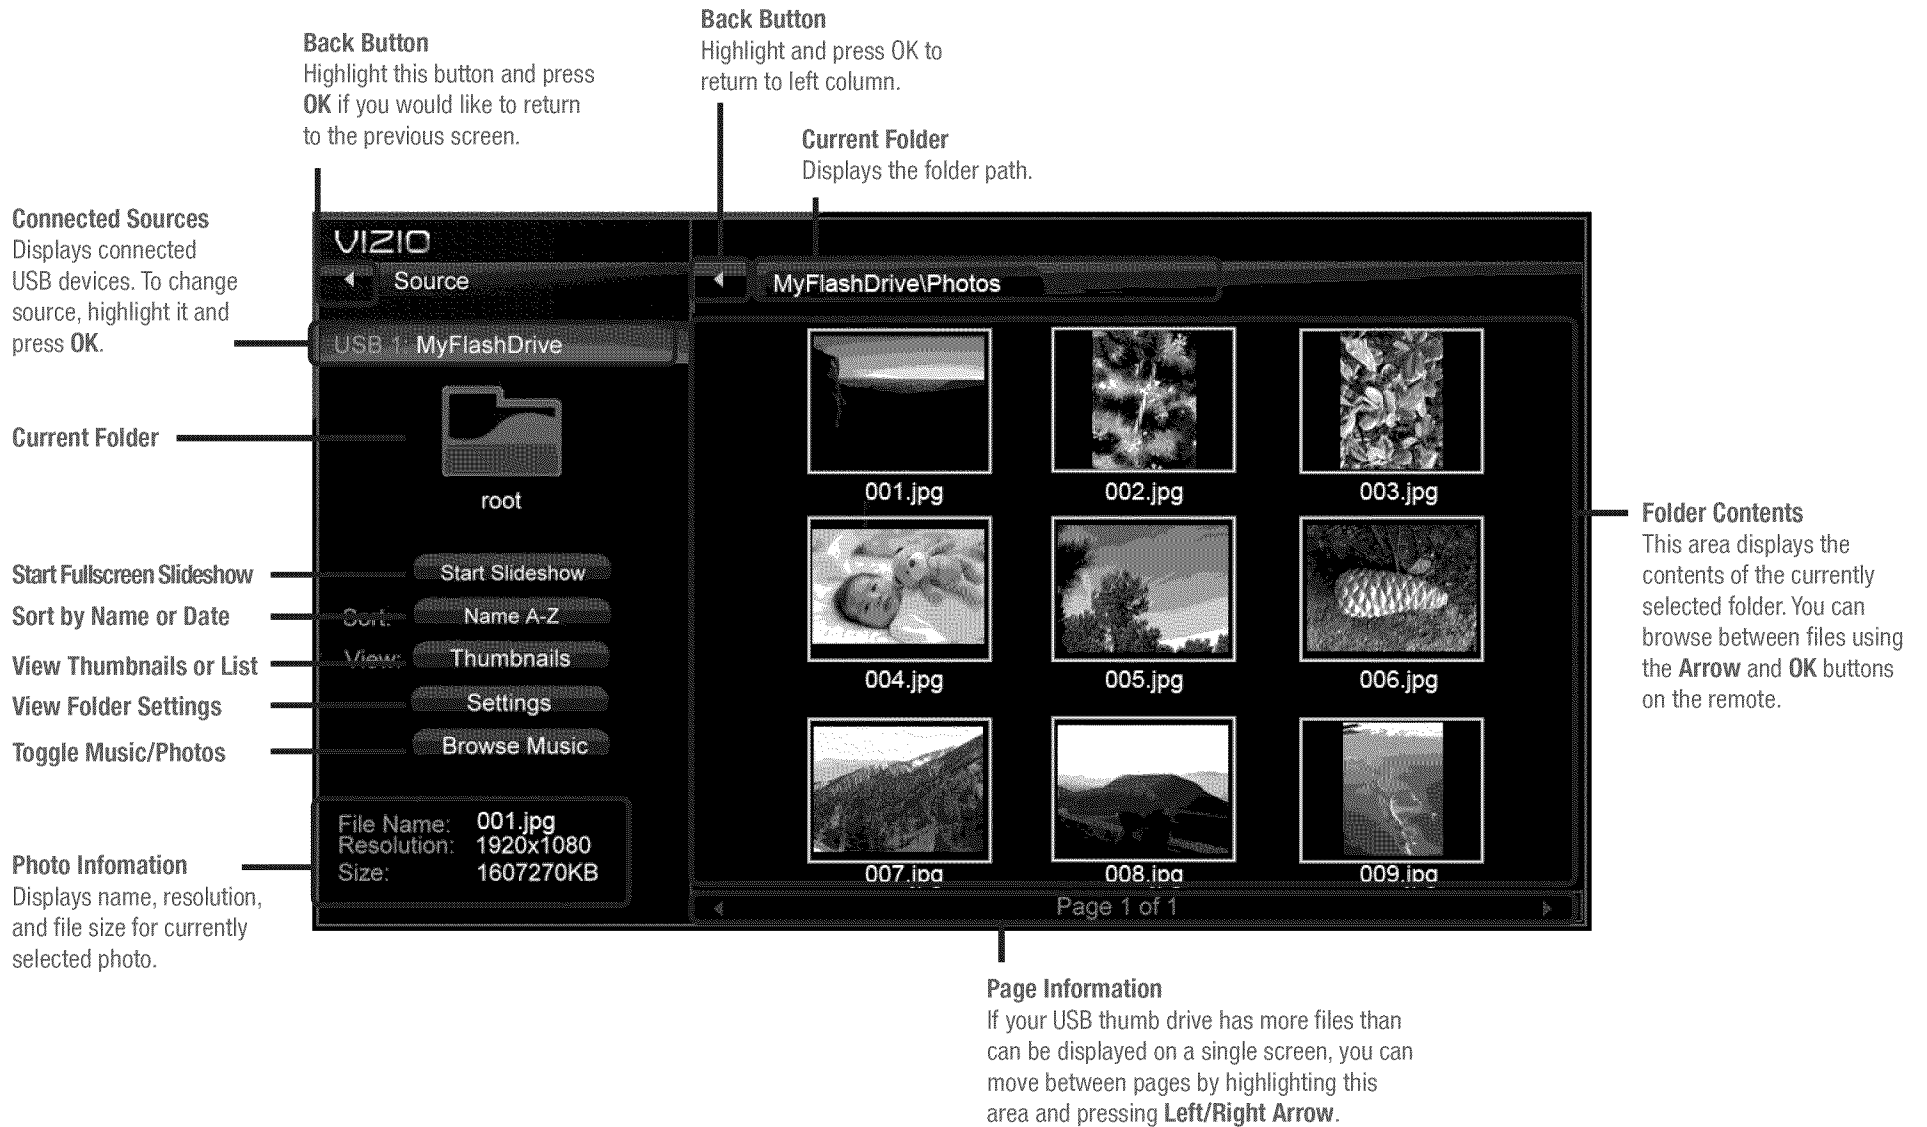 Back Button
Highlight this button and press
OK if you would like to return
to the previous screen.
Back Button
Highlight and press OK to
return to left column.
Current Folder
Displays the folder path.
Connected Sources
Displays connected
USB devices. To change
source, highlight it and
press OK.
Current Folder
Start Fullscreen Slideshow
Sort by Name or Date
View Thumbnails or List
View Folder Settings
Toggle Music/Photos
Photo Infomation
Displays name, resolution,
and file size for currently
selected photo.
VIZIO
Source
USB 1: MyFlashDrive
root
Start Slideshow
Sort: Name A-Z
View: Thumbnails
Settings
Browse Music
File Name: 001.jpg
Resolution: 1920x1080
Size: 1607270KB
MyFlashDrive\Photos
001.jpg 002.jpg 003.jpg
004.jpg 005.jpg 006.jpg
007.jpg 008.jpg 009.jpg
Page 1 of 1
Folder Contents
This area displays the
contents of the currently
selected folder. You can
browse between files using
the Arrow and OK buttons
on the remote.
Page Information
If your USB thumb drive has more files than
can be displayed on a single screen, you can
move between pages by highlighting this
area and pressing Left/Right Arrow.